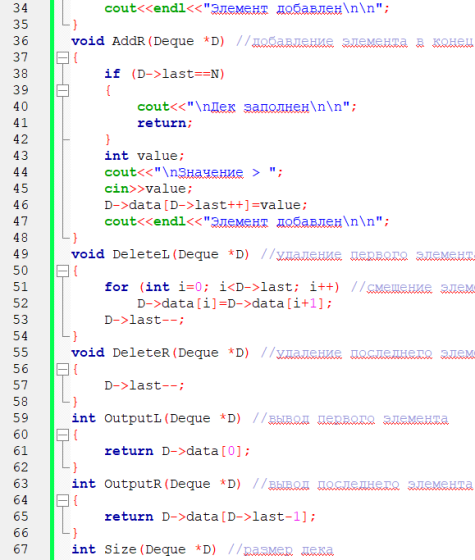 34 cout<<endl<<"Элемент добавлен\n\n";
35 }
36 void AddR(Deque *D) //добавление элемента в конец
37 {
38 if (D->last==N)
39 {
40 cout<<"\nДек заполнен\n\n";
41 return;
42 }
43 int value;
44 cout<<"\nЗначение > ";
45 cin>>value;
46 D->data[D->last++]=value;
47 cout<<endl<<"Элемент добавлен\n\n";
48 }
49 void DeleteL(Deque *D) //удаление первого элемента
50 {
51 for (int i=0; i<D->last; i++) //смещение элеме
52 D->data[i]=D->data[i+1];
53 D->last--;
54 }
55 void DeleteR(Deque *D) //удаление последнего элем
56 {
57 D->last--;
58 }
59 int OutputL(Deque *D) //вывод первого элемента
60 {
61 return D->data[0];
62 }
63 int OutputR(Deque *D) //вывод последнего элемента
64 {
65 return D->data[D->last-1];
66 }
67 int Size(Deque *D) //размер дека